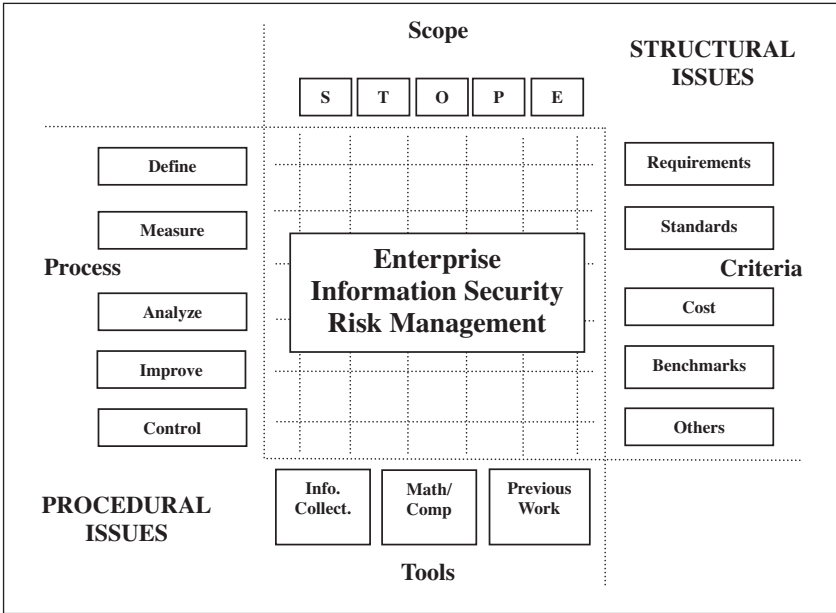 Scope
STRUCTURAL
ISSUES
S T O P E
Define
Measure
Process
Analyze
Improve
Control
Enterprise
Information Security
Risk Management
Requirements
Standards
Criteria
Cost
Benchmarks
Others
PROCEDURAL
ISSUES
Info.
Collect.
Math/
Comp
Previous
Work
Tools